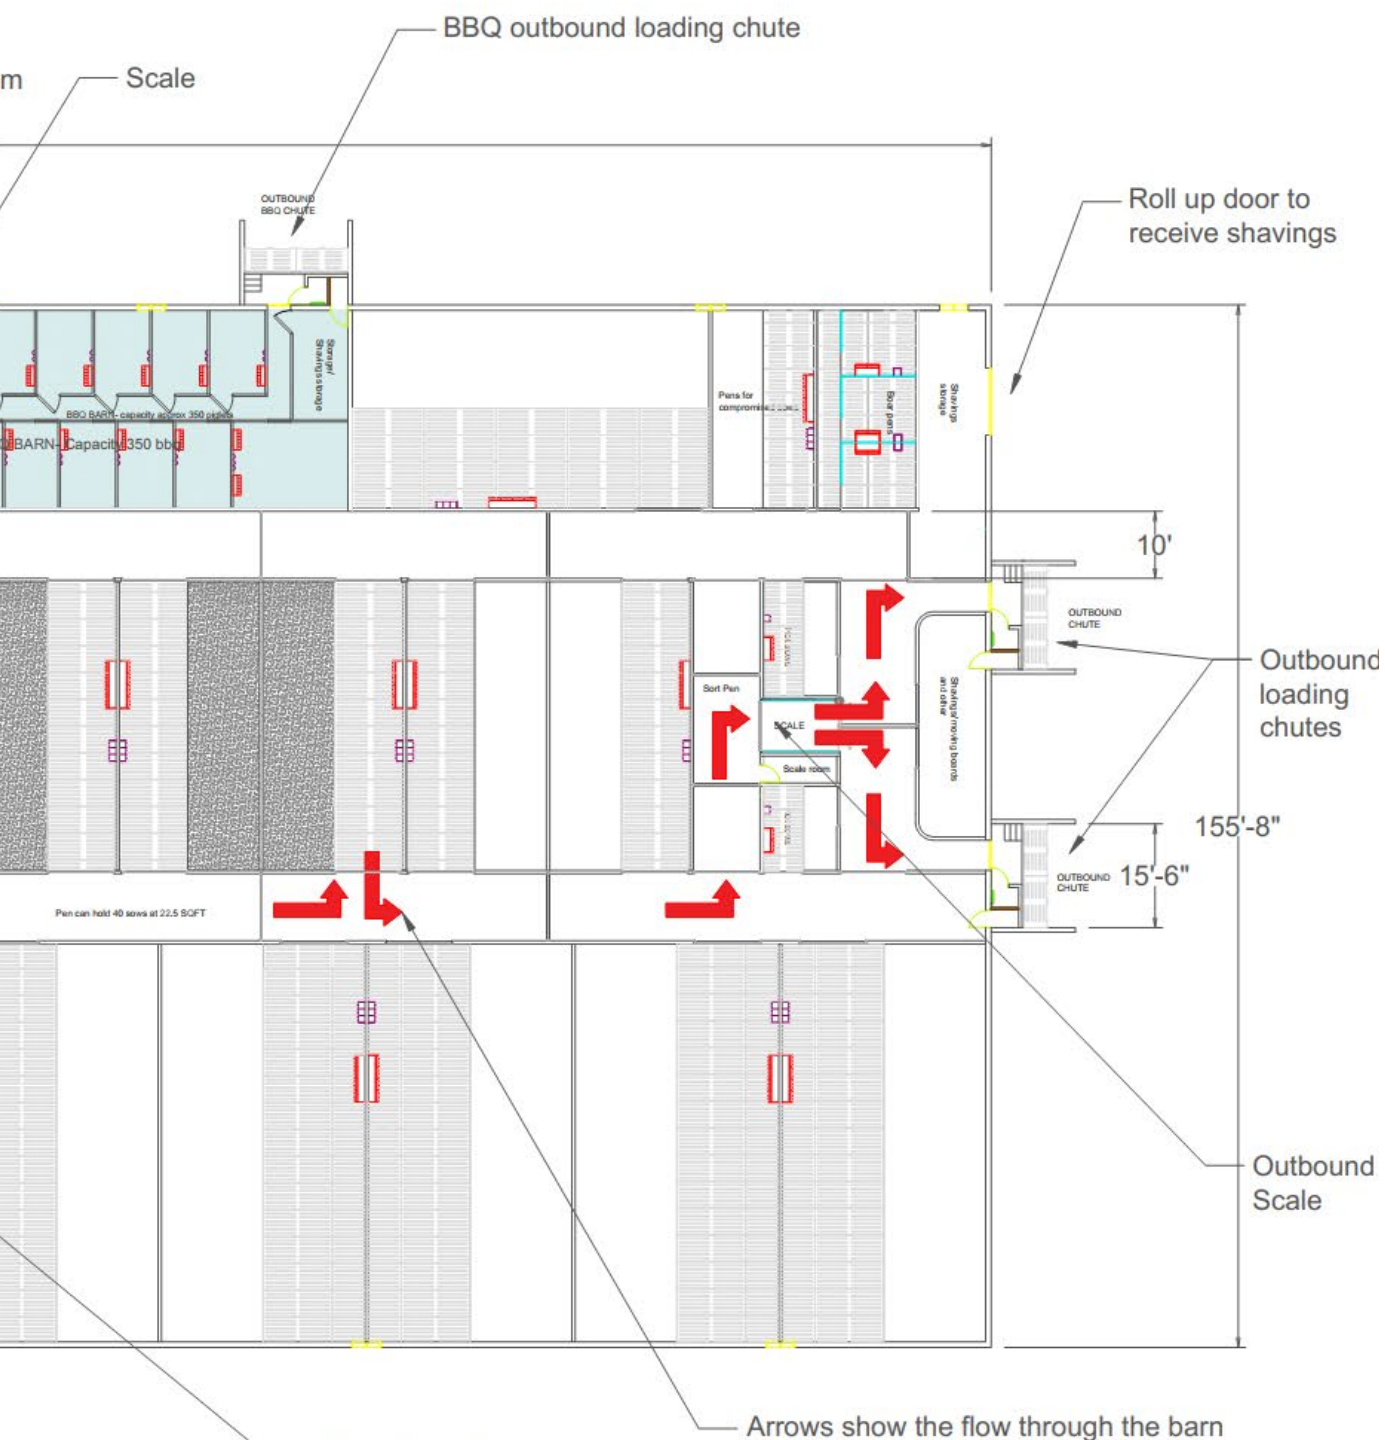 BBQ outbound loading chute
m
Scale
OUTBOUND
BBQ CHUTE
Roll up door to
receive shavings
Storage/
Shavings storage
Pens for
Boar pens
Shavings
storage
BBQ BARN- capacity approx 350 piglets
BARN- Capacity 350 bbq
10'
OUTBOUND
CHUTE
Outbound
loading
chutes
Sort Pen
SCALE
Scale room
Shavings/moving boards
and other
155'-8"
15'-6"
OUTBOUND
CHUTE
Pen can hold 40 sows at 22.5 SQFT
Outbound
Scale
Arrows show the flow through the barn